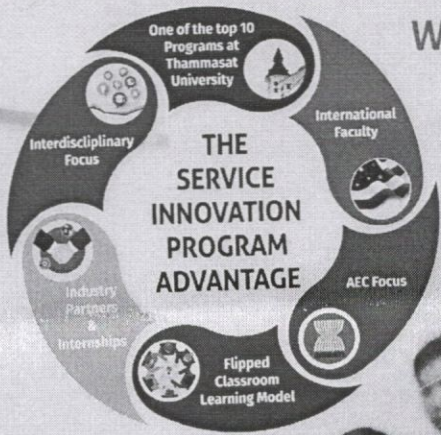 W
One of the top 10
Programs at
Thammasat
University
International
Faculty
AEC Focus
Flipped
Classroom
Learning Model
Industry
Partners
&
Internships
Interdiscliplinary
Focus
THE
SERVICE
INNOVATION
PROGRAM
ADVANTAGE